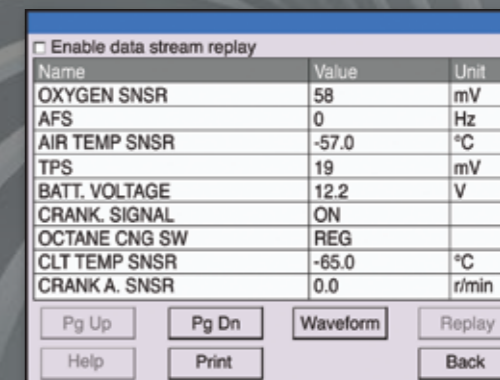 Enable data stream replay
Name Value Unit
OXYGEN SNSR 58 mV
AFS 0 Hz
AIR TEMP SNSR -57.0 °C
TPS 19 mV
BATT. VOLTAGE 12.2 V
CRANK. SIGNAL ON
OCTANE CNG SW REG
CLT TEMP SNSR -65.0 °C
CRANK A. SNSR 0.0 r/min
Pg Up Pg Dn Waveform Replay
Help Print Back